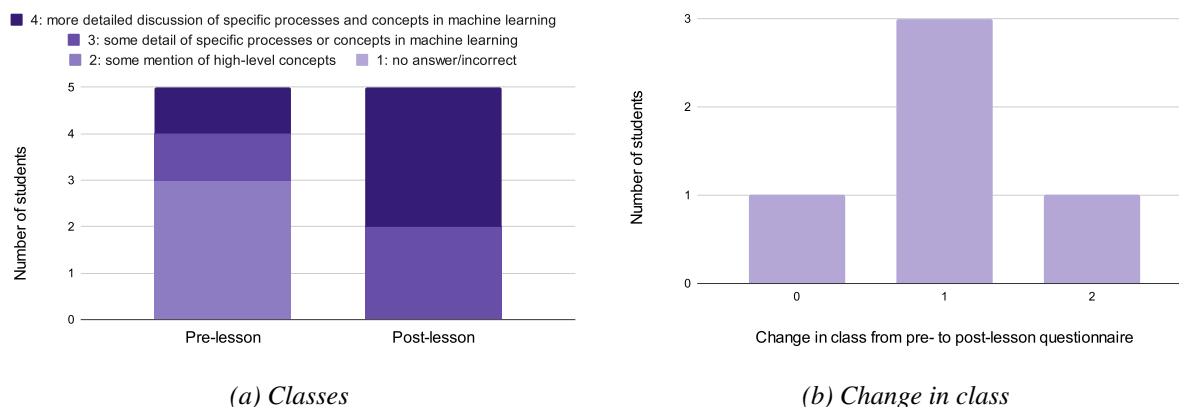 4: more detailed discussion of specific processes and concepts in machine learning
3: some detail of specific processes or concepts in machine learning
2: some mention of high-level concepts 1: no answer/incorrect
Number of students
5
4
3
2
1
0
Pre-lesson Post-lesson
(a) Classes
Number of students
3
2
1
0
0 1 2
Change in class from pre- to post-lesson questionnaire
(b) Change in class